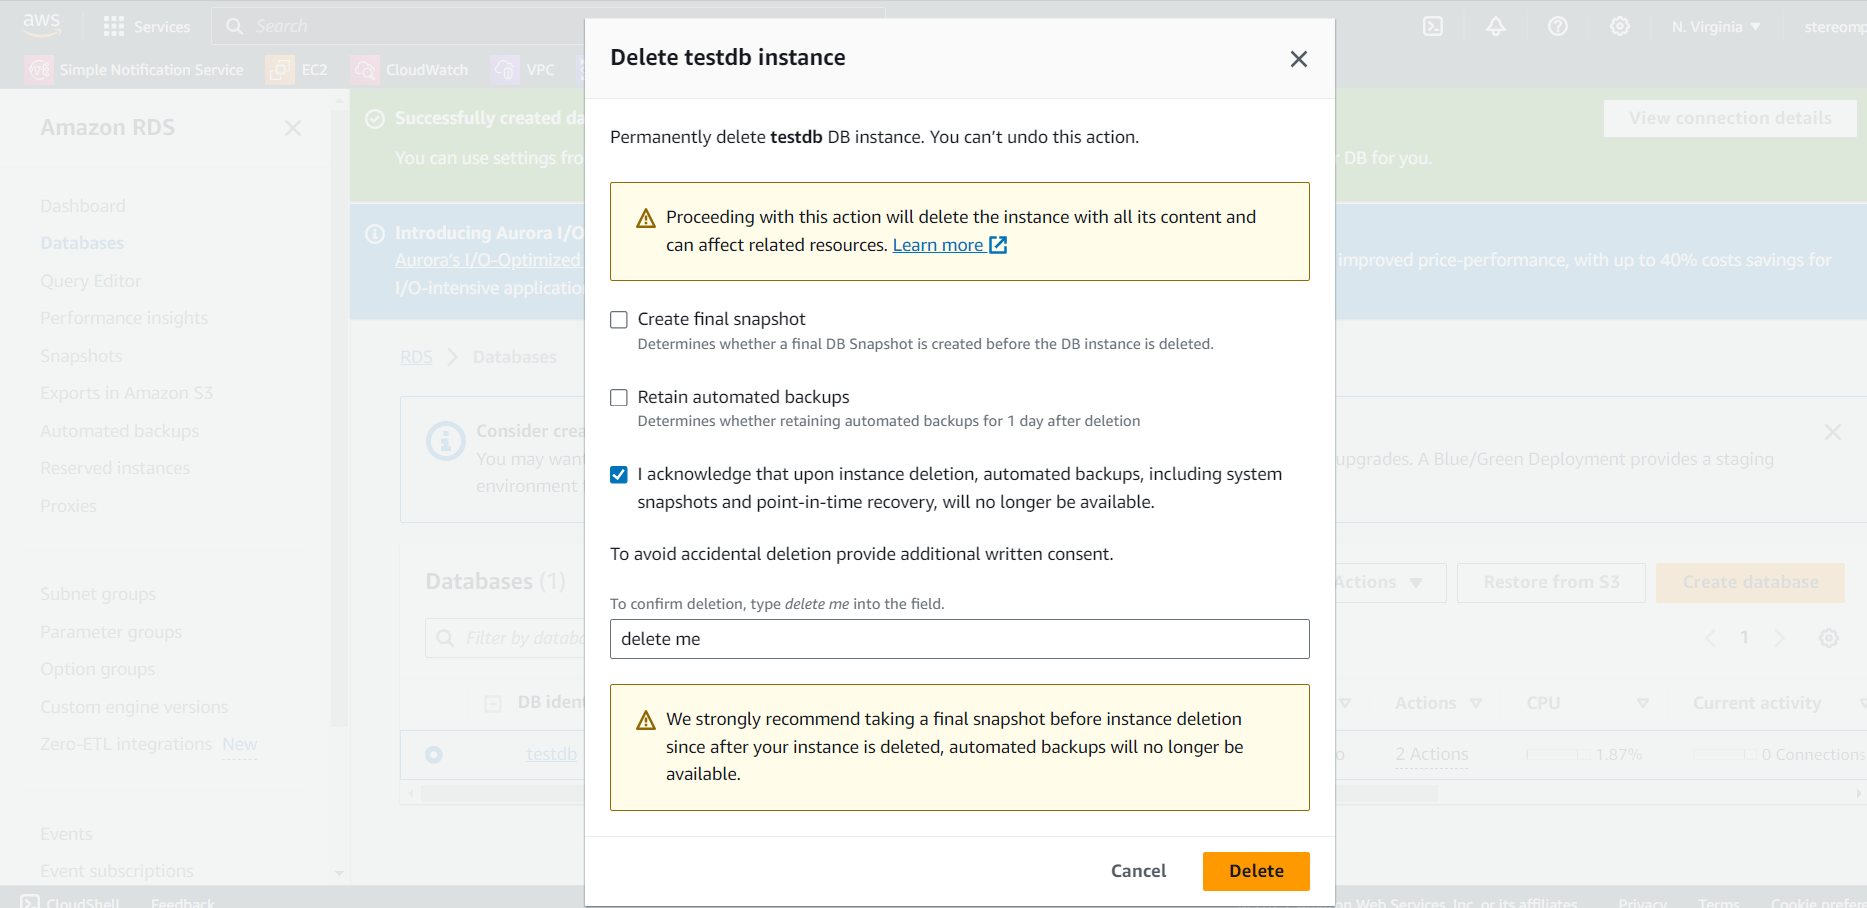 aws
Services
Search
N. Virginia
Simple Notification Service
EC2
CloudWatch
VPC
Amazon RDS
Dashboard
Databases
Query Editor
Performance insights
Snapshots
Exports in Amazon S3
Automated backups
Reserved instances
Proxies
Subnet groups
Parameter groups
Option groups
Custom engine versions
Zero-ETL integrations New
Events
Event subscriptions
Successfully created
View connection details
You can use settings
DB for you.
Introducing Aurora I/O
Aurora's I/O-Optimized
improved price-performance, with up to 40% costs savings for
I/O-intensive
RDS
Databases
Consider
You may want
upgrades. A Blue/Green Deployment provides a staging
environment
Databases (1)
Actions
Restore from S3
Create database
Filter by
1
DB
Actions
CPU
Current activity
testdb
2 Actions
1.87%
0 Connections
Delete testdb instance
Permanently delete testdb DB instance. You can't undo this action.
Proceeding with this action will delete the instance with all its content and
can affect related resources. Learn more
Create final snapshot
Determines whether a final DB Snapshot is created before the DB instance is deleted.
Retain automated backups
Determines whether retaining automated backups for 1 day after deletion
I acknowledge that upon instance deletion, automated backups, including system
snapshots and point-in-time recovery, will no longer be available.
To avoid accidental deletion provide additional written consent.
To confirm deletion, type delete me into the field.
delete me
We strongly recommend taking a final snapshot before instance deletion
since after your instance is deleted, automated backups will no longer be
available.
Cancel
Delete
CloudShell
Feedback
Web Services, Inc. or its affiliates.
Privacy
Terms
Cookie